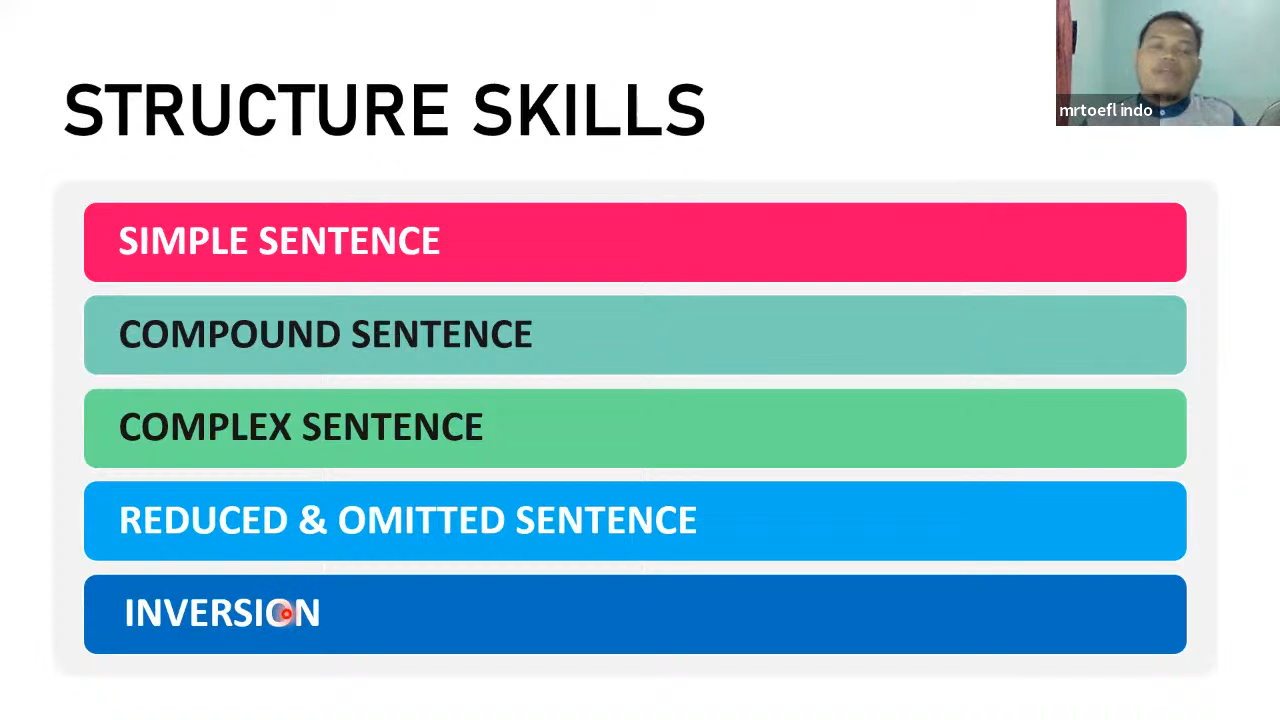 STRUCTURE SKILLS
mrtoefl indo
SIMPLE SENTENCE
COMPOUND SENTENCE
COMPLEX SENTENCE
REDUCED & OMITTED SENTENCE
INVERSION